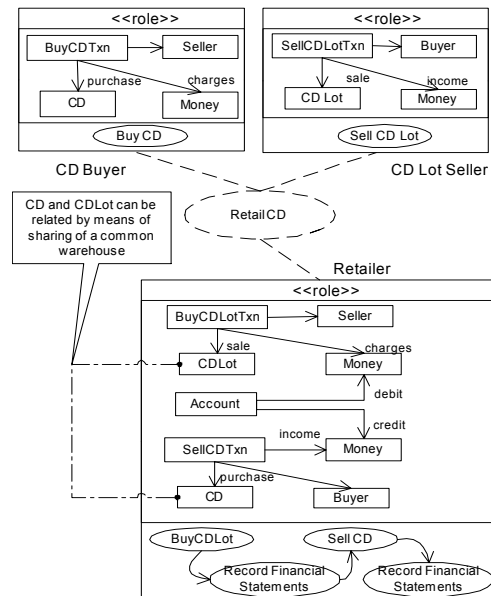 <<role>>
BuyCDTxn
Seller
purchase
charges
CD
Money
Buy CD
CD Buyer
<<role>>
SellCDLotTxn
Buyer
sale
income
CD Lot
Money
Sell CD Lot
CD Lot Seller
CD and CDLot can be
related by means of
sharing of a common
warehouse
Retail CD
Retailer
<<role>>
BuyCDLotTxn
Seller
sale
charges
CDLot
Money
debit
Account
credit
SellCDTxn
income
Money
purchase
CD
Buyer
BuyCDLot
Sell CD
Record Financial
Statements
Record Financial
Statements